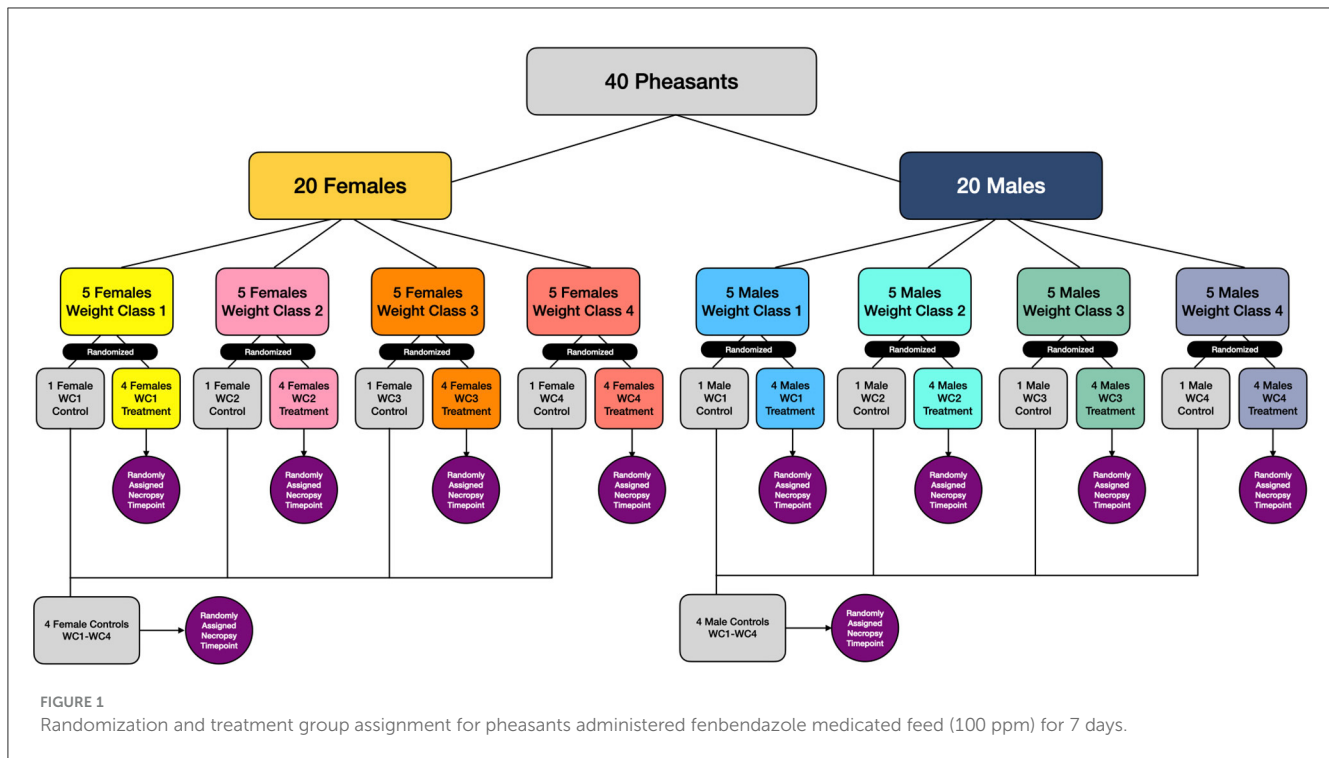 40 Pheasants
20 Females
20 Males
5 Females
Weight Class 1
5 Females
Weight Class 2
5 Females
Weight Class 3
5 Females
Weight Class 4
5 Males
Weight Class 1
5 Males
Weight Class 2
5 Males
Weight Class 3
5 Males
Weight Class 4
Randomized
Randomized
Randomized
Randomized
Randomized
Randomized
Randomized
Randomized
1 Female
WC1
Control
4 Females
WC1
Treatment
1 Female
WC2
Control
4 Females
WC2
Treatment
1 Female
WC3
Control
4 Females
WC3
Treatment
1 Female
WC4
Control
4 Females
WC4
Treatment
1 Male
WC1
Control
4 Males
WC1
Treatment
1 Male
WC2
Control
4 Males
WC2
Treatment
1 Male
WC3
Control
4 Males
WC3
Treatment
1 Male
WC4
Control
4 Males
WC4
Treatment
Randomly
Assigned
Necropsy
Timepoint
Randomly
Assigned
Necropsy
Timepoint
Randomly
Assigned
Necropsy
Timepoint
Randomly
Assigned
Necropsy
Timepoint
Randomly
Assigned
Necropsy
Timepoint
Randomly
Assigned
Necropsy
Timepoint
Randomly
Assigned
Necropsy
Timepoint
Randomly
Assigned
Necropsy
Timepoint
4 Female Controls
WC1-WC4
Randomly
Assigned
Necropsy
Timepoint
4 Male Controls
WC1-WC4
Randomly
Assigned
Necropsy
Timepoint
FIGURE 1
Randomization and treatment group assignment for pheasants administered fenbendazole medicated feed (100 ppm) for 7 days.